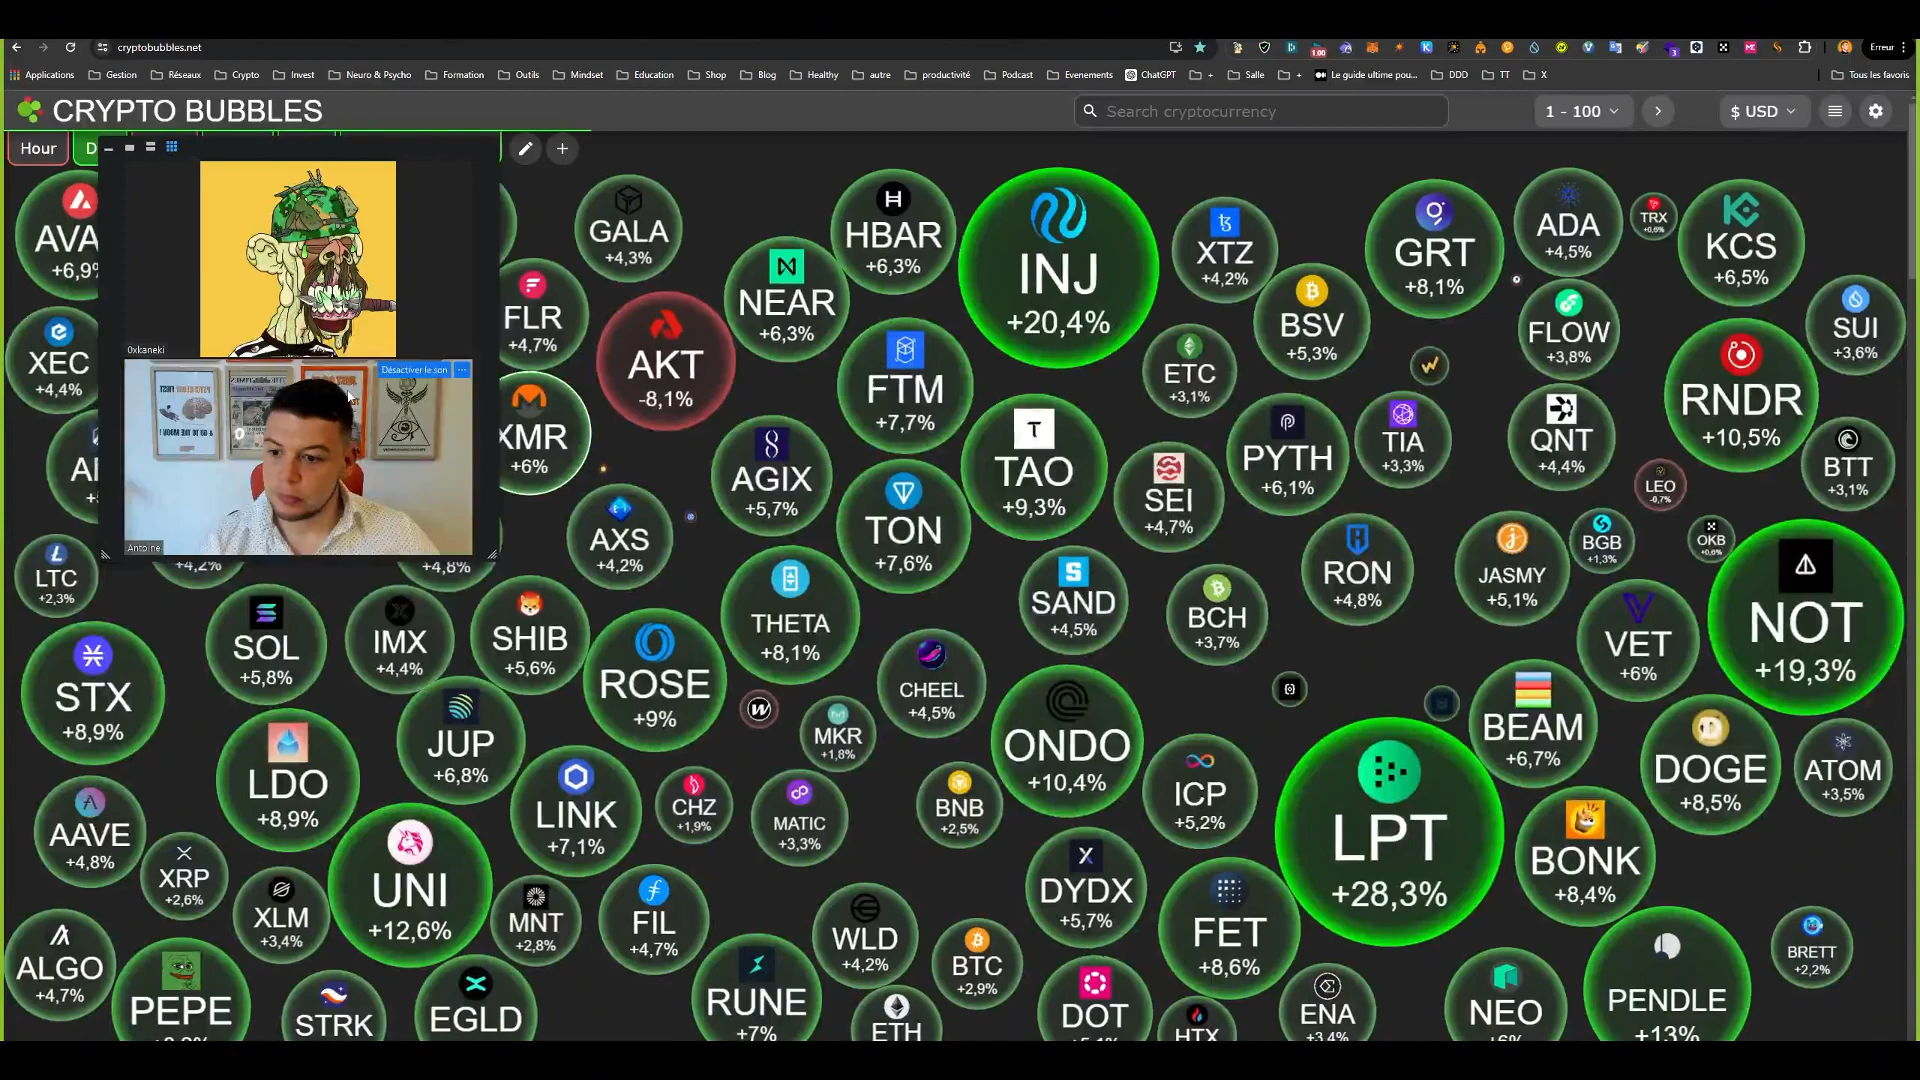 cryptobubbles.net
Erreur
Applications
Gestion
Réseaux
Crypto
Invest
Neuro & Psycho
Formation
Outils
Mindset
Education
Shop
Blog
Healthy
autre
productivité
Podcast
Evenements
ChatGPT
+
Salle
+
Le guide ultime pou...
DDD
TT
X
Tous les favoris
CRYPTO BUBBLES
Search cryptocurrency
1 - 100
$ USD
Hour
D
0xkaneki
Désactiver le son
Antoine
AVA
+6,9%
GALA
+4,3%
HBAR
+6,3%
INJ
+20,4%
XTZ
+4,2%
GRT
+8,1%
ADA
+4,5%
TRX
+0,6%
KCS
+6,5%
XEC
+4,4%
FLR
+4,7%
AKT
-8,1%
NEAR
+6,3%
FTM
+7,7%
ETC
+3,1%
BSV
+5,3%
FLOW
+3,8%
RNDR
+10,5%
SUI
+3,6%
XMR
+6%
AGIX
+5,7%
TAO
+9,3%
SEI
+4,7%
PYTH
+6,1%
TIA
+3,3%
QNT
+4,4%
LEO
-0,7%
BTT
+3,1%
LTC
+2,3%
+4,2%
+4,8%
AXS
+4,2%
TON
+7,6%
SAND
+4,5%
BCH
+3,7%
RON
+4,8%
JASMY
+5,1%
BGB
+1,3%
OKB
+0,6%
NOT
+19,3%
STX
+8,9%
SOL
+5,8%
IMX
+4,4%
SHIB
+5,6%
ROSE
+9%
THETA
+8,1%
CHEEL
+4,5%
VET
+6%
LDO
+8,9%
JUP
+6,8%
MKR
+1,8%
ONDO
+10,4%
BEAM
+6,7%
DOGE
+8,5%
ATOM
+3,5%
AAVE
+4,8%
XRP
+2,6%
UNI
+12,6%
LINK
+7,1%
CHZ
+1,9%
MATIC
+3,3%
BNB
+2,5%
ICP
+5,2%
LPT
+28,3%
BONK
+8,4%
XLM
+3,4%
MNT
+2,8%
FIL
+4,7%
WLD
+4,2%
BTC
+2,9%
DYDX
+5,7%
FET
+8,6%
BRETT
+2,2%
ALGO
+4,7%
PEPE
STRK
EGLD
RUNE
+7%
ETH
DOT
HTX
ENA
+3,4%
NEO
+6%
PENDLE
+13%